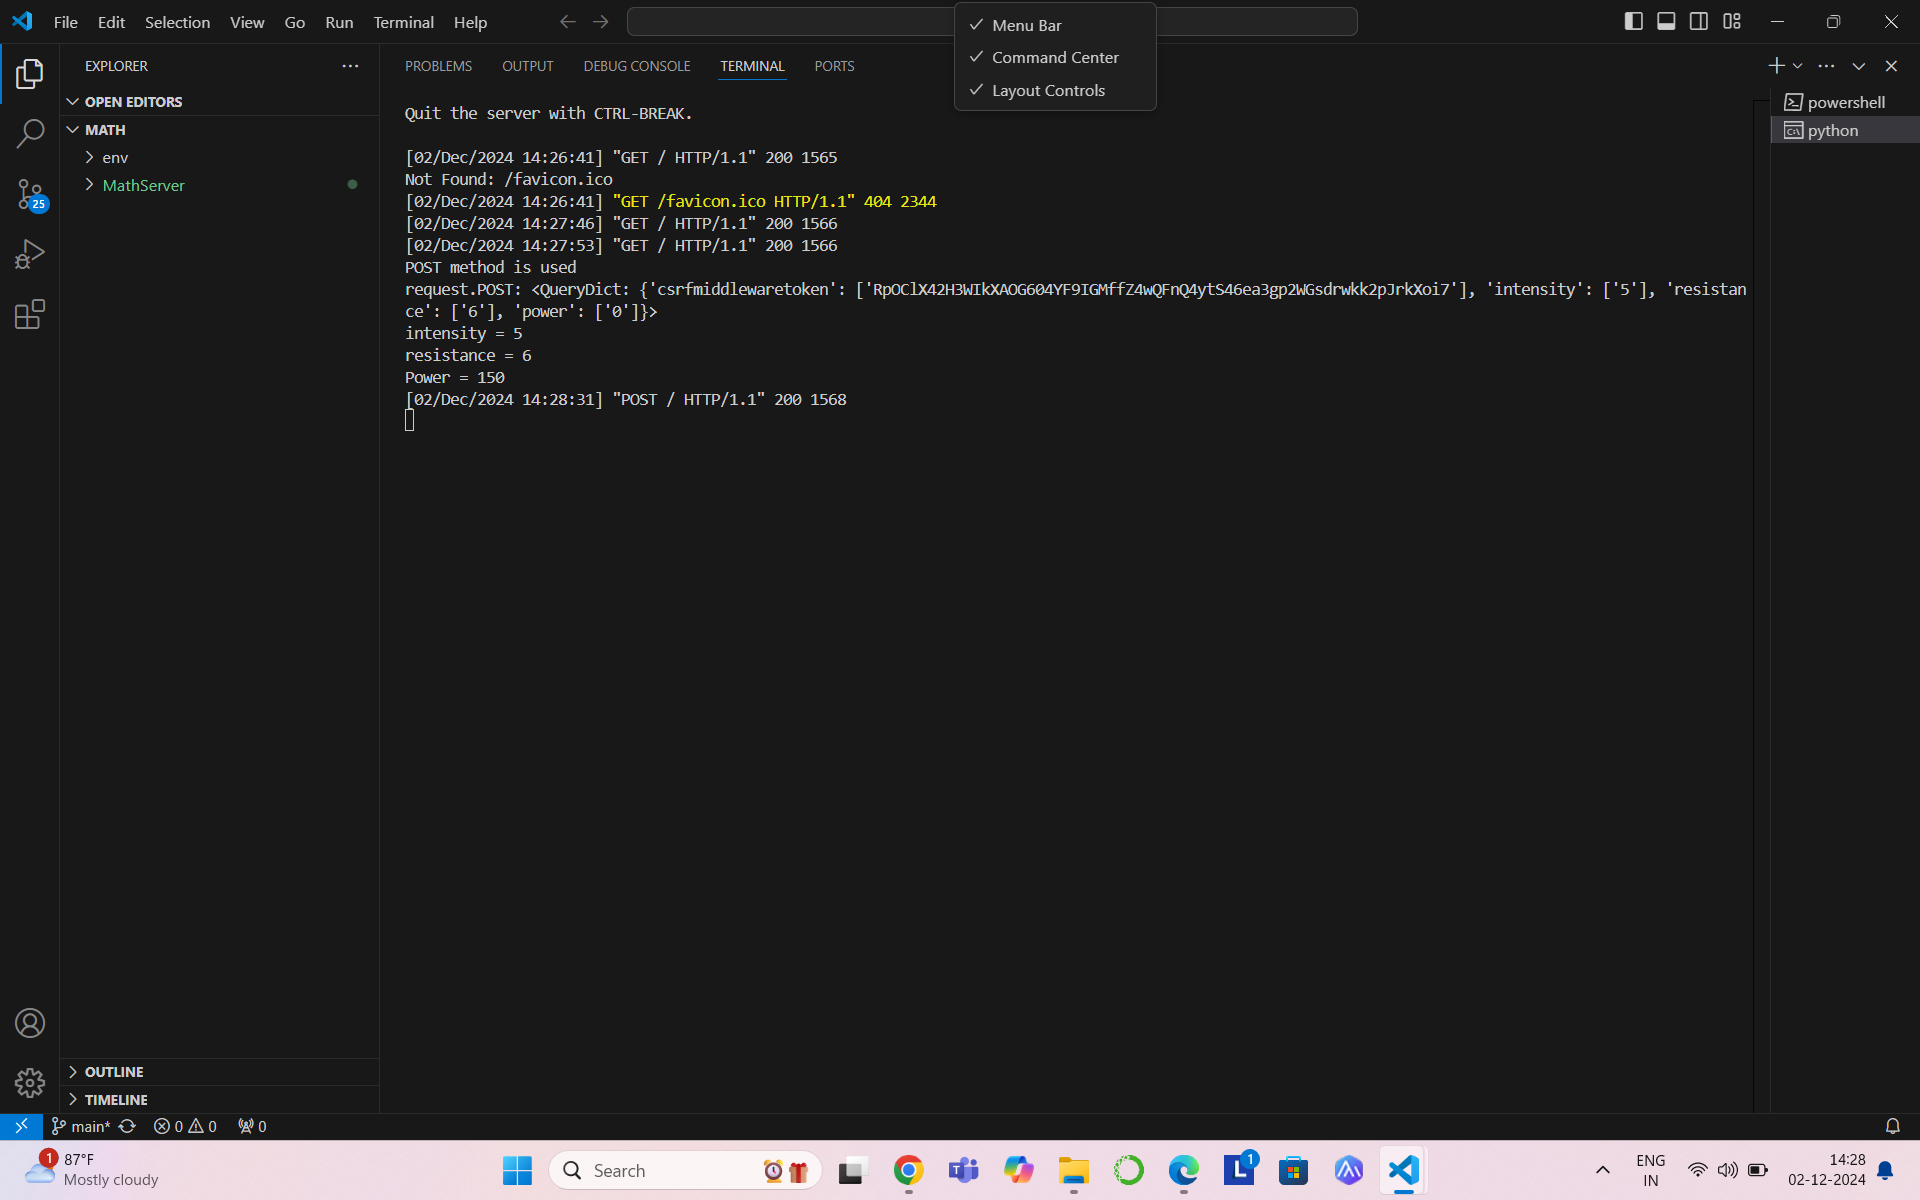 File Edit Selection View Go Run Terminal Help
Menu Bar
Command Center
Layout Controls
EXPLORER
OPEN EDITORS
MATH
env
MathServer
25
PROBLEMS OUTPUT DEBUG CONSOLE TERMINAL PORTS
powershell
python
Quit the server with CTRL-BREAK.
[02/Dec/2024 14:26:41] "GET / HTTP/1.1" 200 1565
Not Found: /favicon.ico
[02/Dec/2024 14:26:41] "GET /favicon.ico HTTP/1.1" 404 2344
[02/Dec/2024 14:27:46] "GET / HTTP/1.1" 200 1566
[02/Dec/2024 14:27:53] "GET / HTTP/1.1" 200 1566
POST method is used
request.POST: <QueryDict: {'csrfmiddlewaretoken': ['RpOClX42H3WIkXAOG604YF9IGMffZ4wQFnQ4ytS46ea3gp2WGsdrwkk2pJrkXoi7'], 'intensity': ['5'], 'resistan
ce': ['6'], 'power': ['0']}>
intensity = 5
resistance = 6
Power = 150
[02/Dec/2024 14:28:31] "POST / HTTP/1.1" 200 1568
OUTLINE
TIMELINE
main* 0 0 0
1
87°F
Mostly cloudy
Search
1
ENG
IN
14:28
02-12-2024